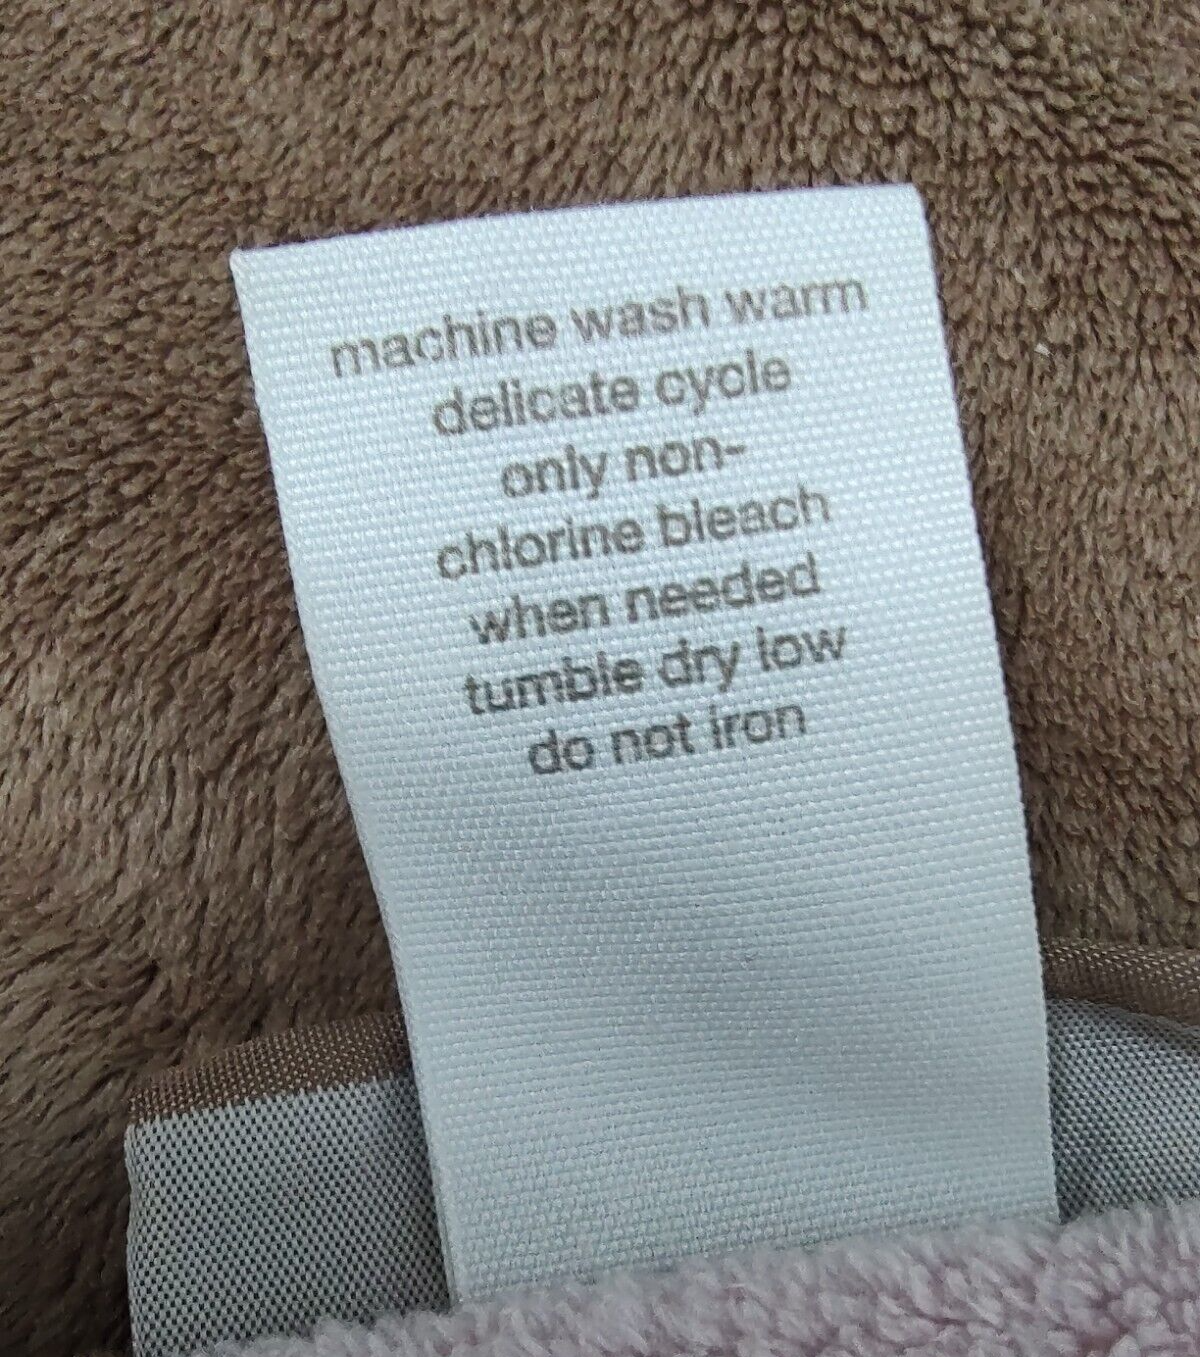 machine wash warm
delicate cycle
only non-
chlorine bleach
when needed
tumble dry low
do not iron